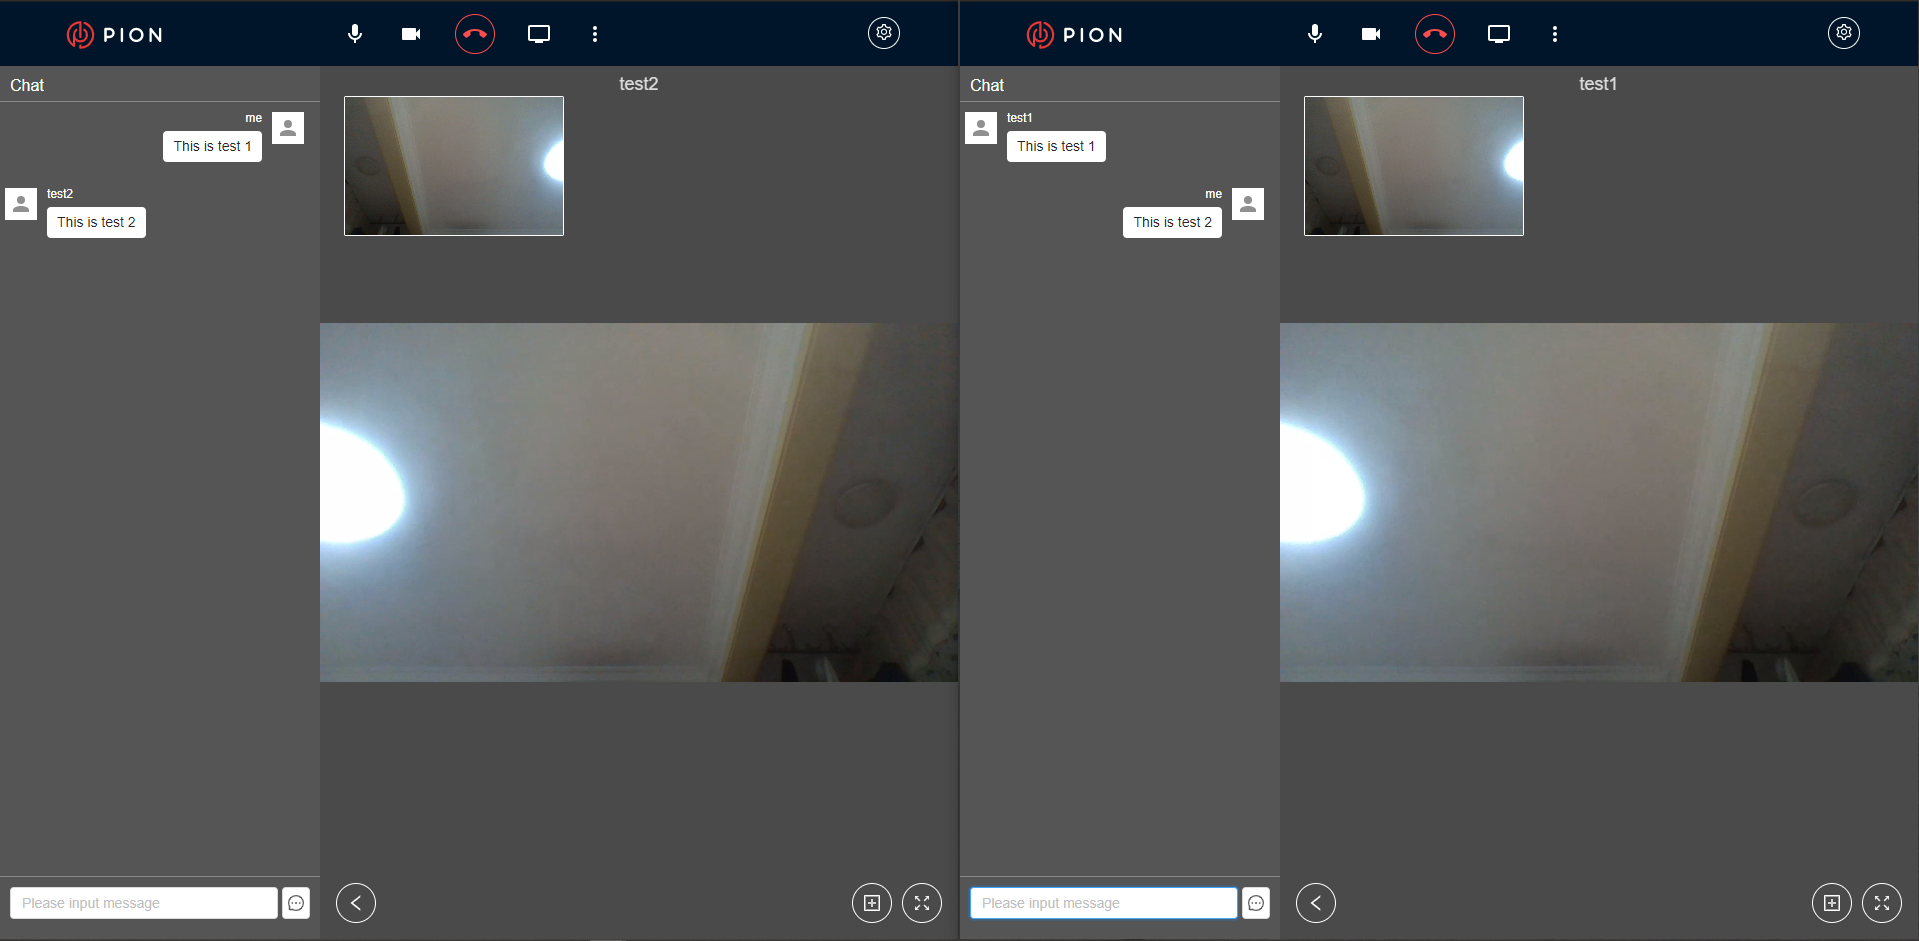 PION
Chat
me
This is test 1
test2
This is test 2
Please input message
test2
PION
Chat
test1
This is test 1
me
This is test 2
Please input message
test1